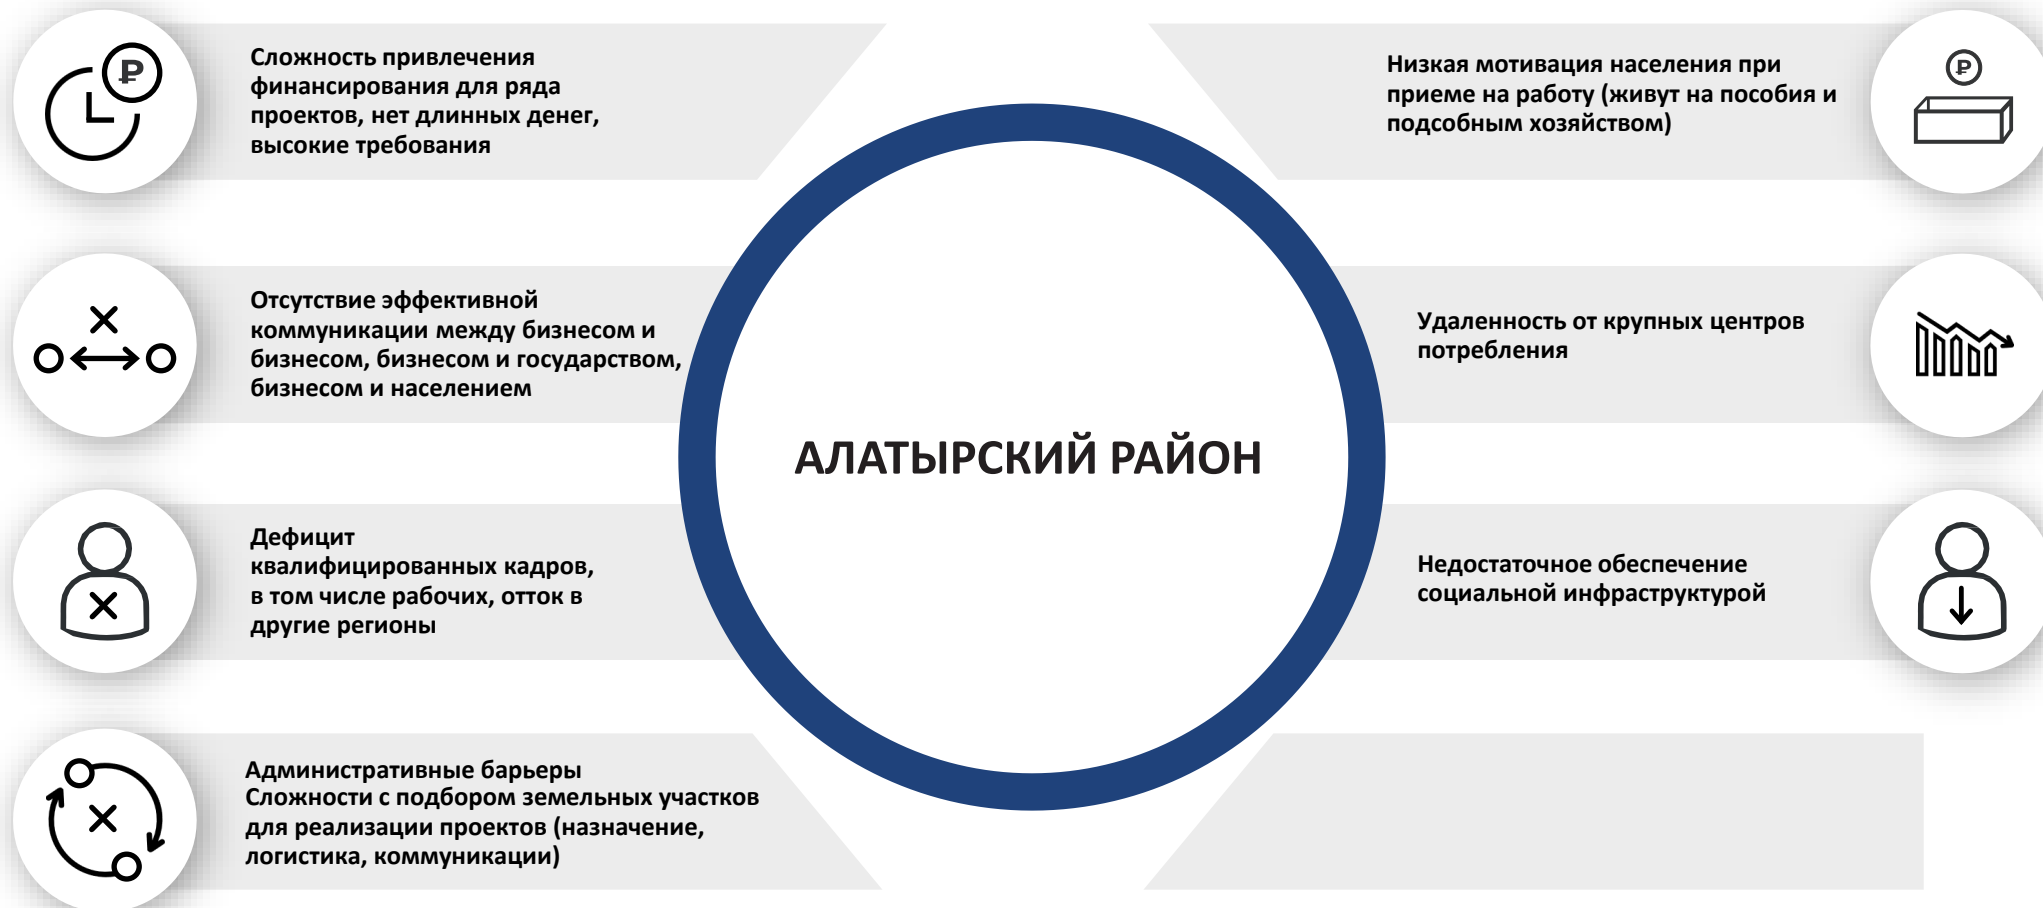 Сложность привлечения
финансирования для ряда
проектов, нет длинных денег,
высокие требования
Отсутствие эффективной
коммуникации между бизнесом и
бизнесом, бизнесом и государством,
бизнесом и населением
Дефицит
квалифицированных кадров,
в том числе рабочих, отток в
другие регионы
Административные барьеры
Сложности с подбором земельных участков
для реализации проектов (назначение,
логистика, коммуникации)
АЛАТЫРСКИЙ РАЙОН
Низкая мотивация населения при
приеме на работу (живут на пособия и
подсобным хозяйством)
Удаленность от крупных центров
потребления
Недостаточное обеспечение
социальной инфраструктурой